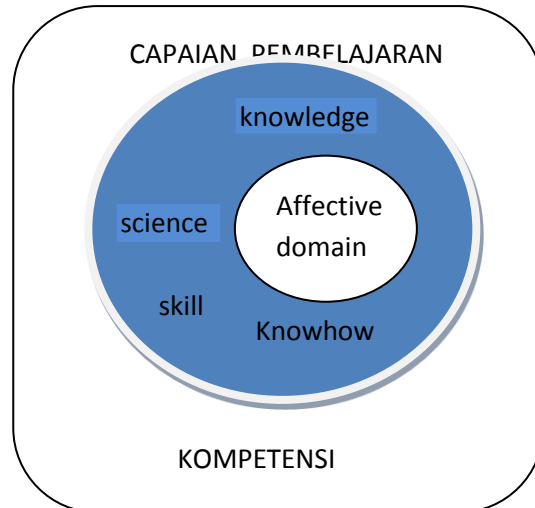 CAPAIAN PEMBELAJARAN
knowledge
Affective
domain
science
skill
Knowhow
KOMPETENSI